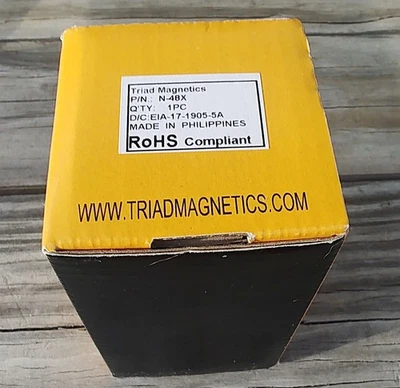 Triad Magnetics
P/N.: N-48X
Q'TY: 1PC
D/C:EIA-17-1905-5A
MADE IN PHILIPPINES
RoHS Compliant
WWW.TRIADMAGNETICS.COM